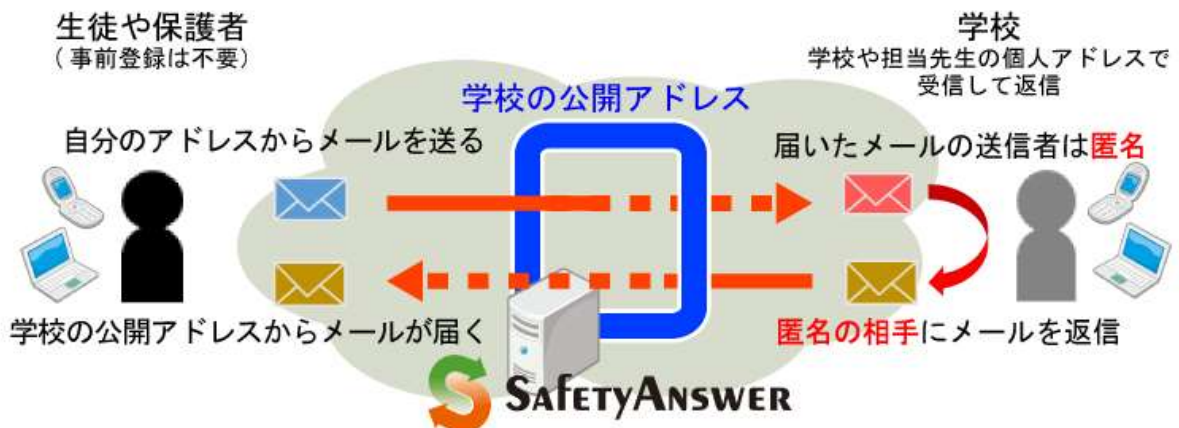 生徒や保護者
（事前登録は不要）
学校
学校や担当先生の個人アドレスで
受信して返信
学校の公開アドレス
自分のアドレスからメールを送る
届いたメールの送信者は匿名
学校の公開アドレスからメールが届く
匿名の相手にメールを返信
SAFETYANSWER